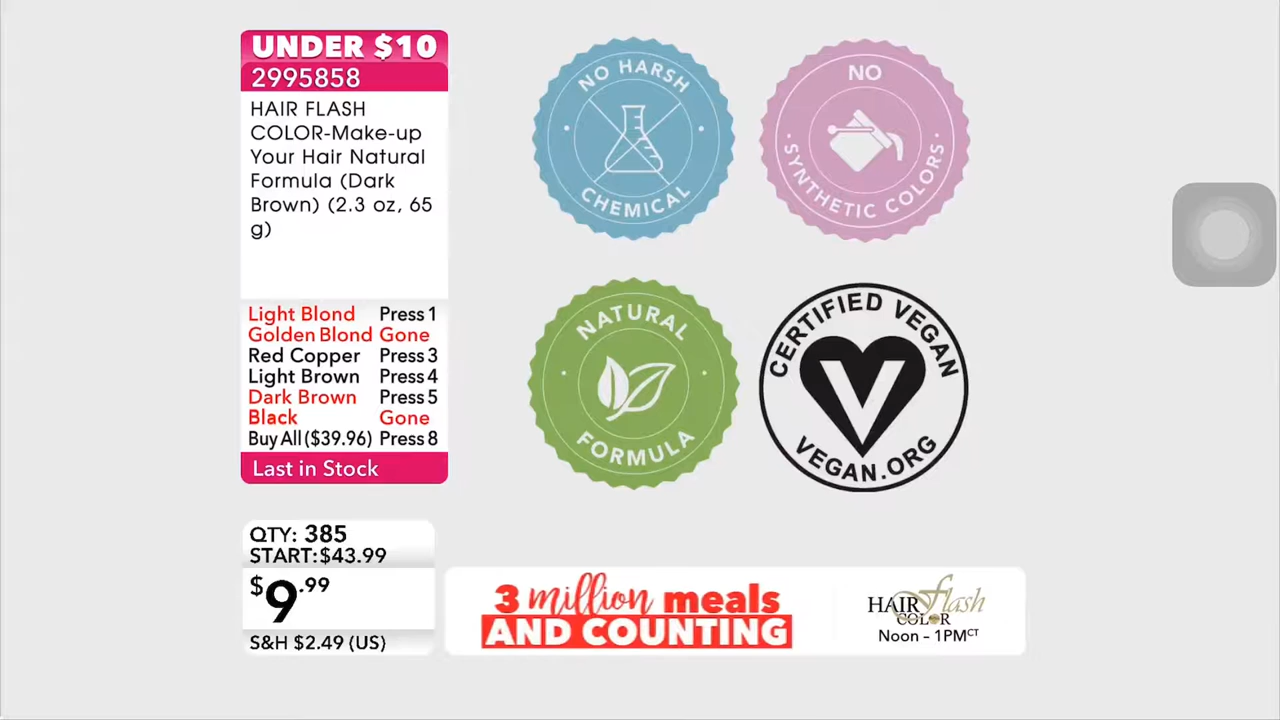 UNDER $10
2995858
HAIR FLASH
COLOR-Make-up
Your Hair Natural
Formula (Dark
Brown) (2.3 oz, 65
g)
Light Blond Press 1
Golden Blond Gone
Red Copper Press 3
Light Brown Press 4
Dark Brown Press 5
Black Gone
Buy All ($39.96) Press 8
Last in Stock
QTY: 385
START:$43.99
$9.99
S&H $2.49 (US)
NO HARSH
CHEMICAL
NO
SYNTHETIC COLORS
NATURAL
FORMULA
CERTIFIED VEGAN
V
VEGAN.ORG
3 million meals
AND COUNTING
HAIR flash
COLOR
Noon - 1PM CT